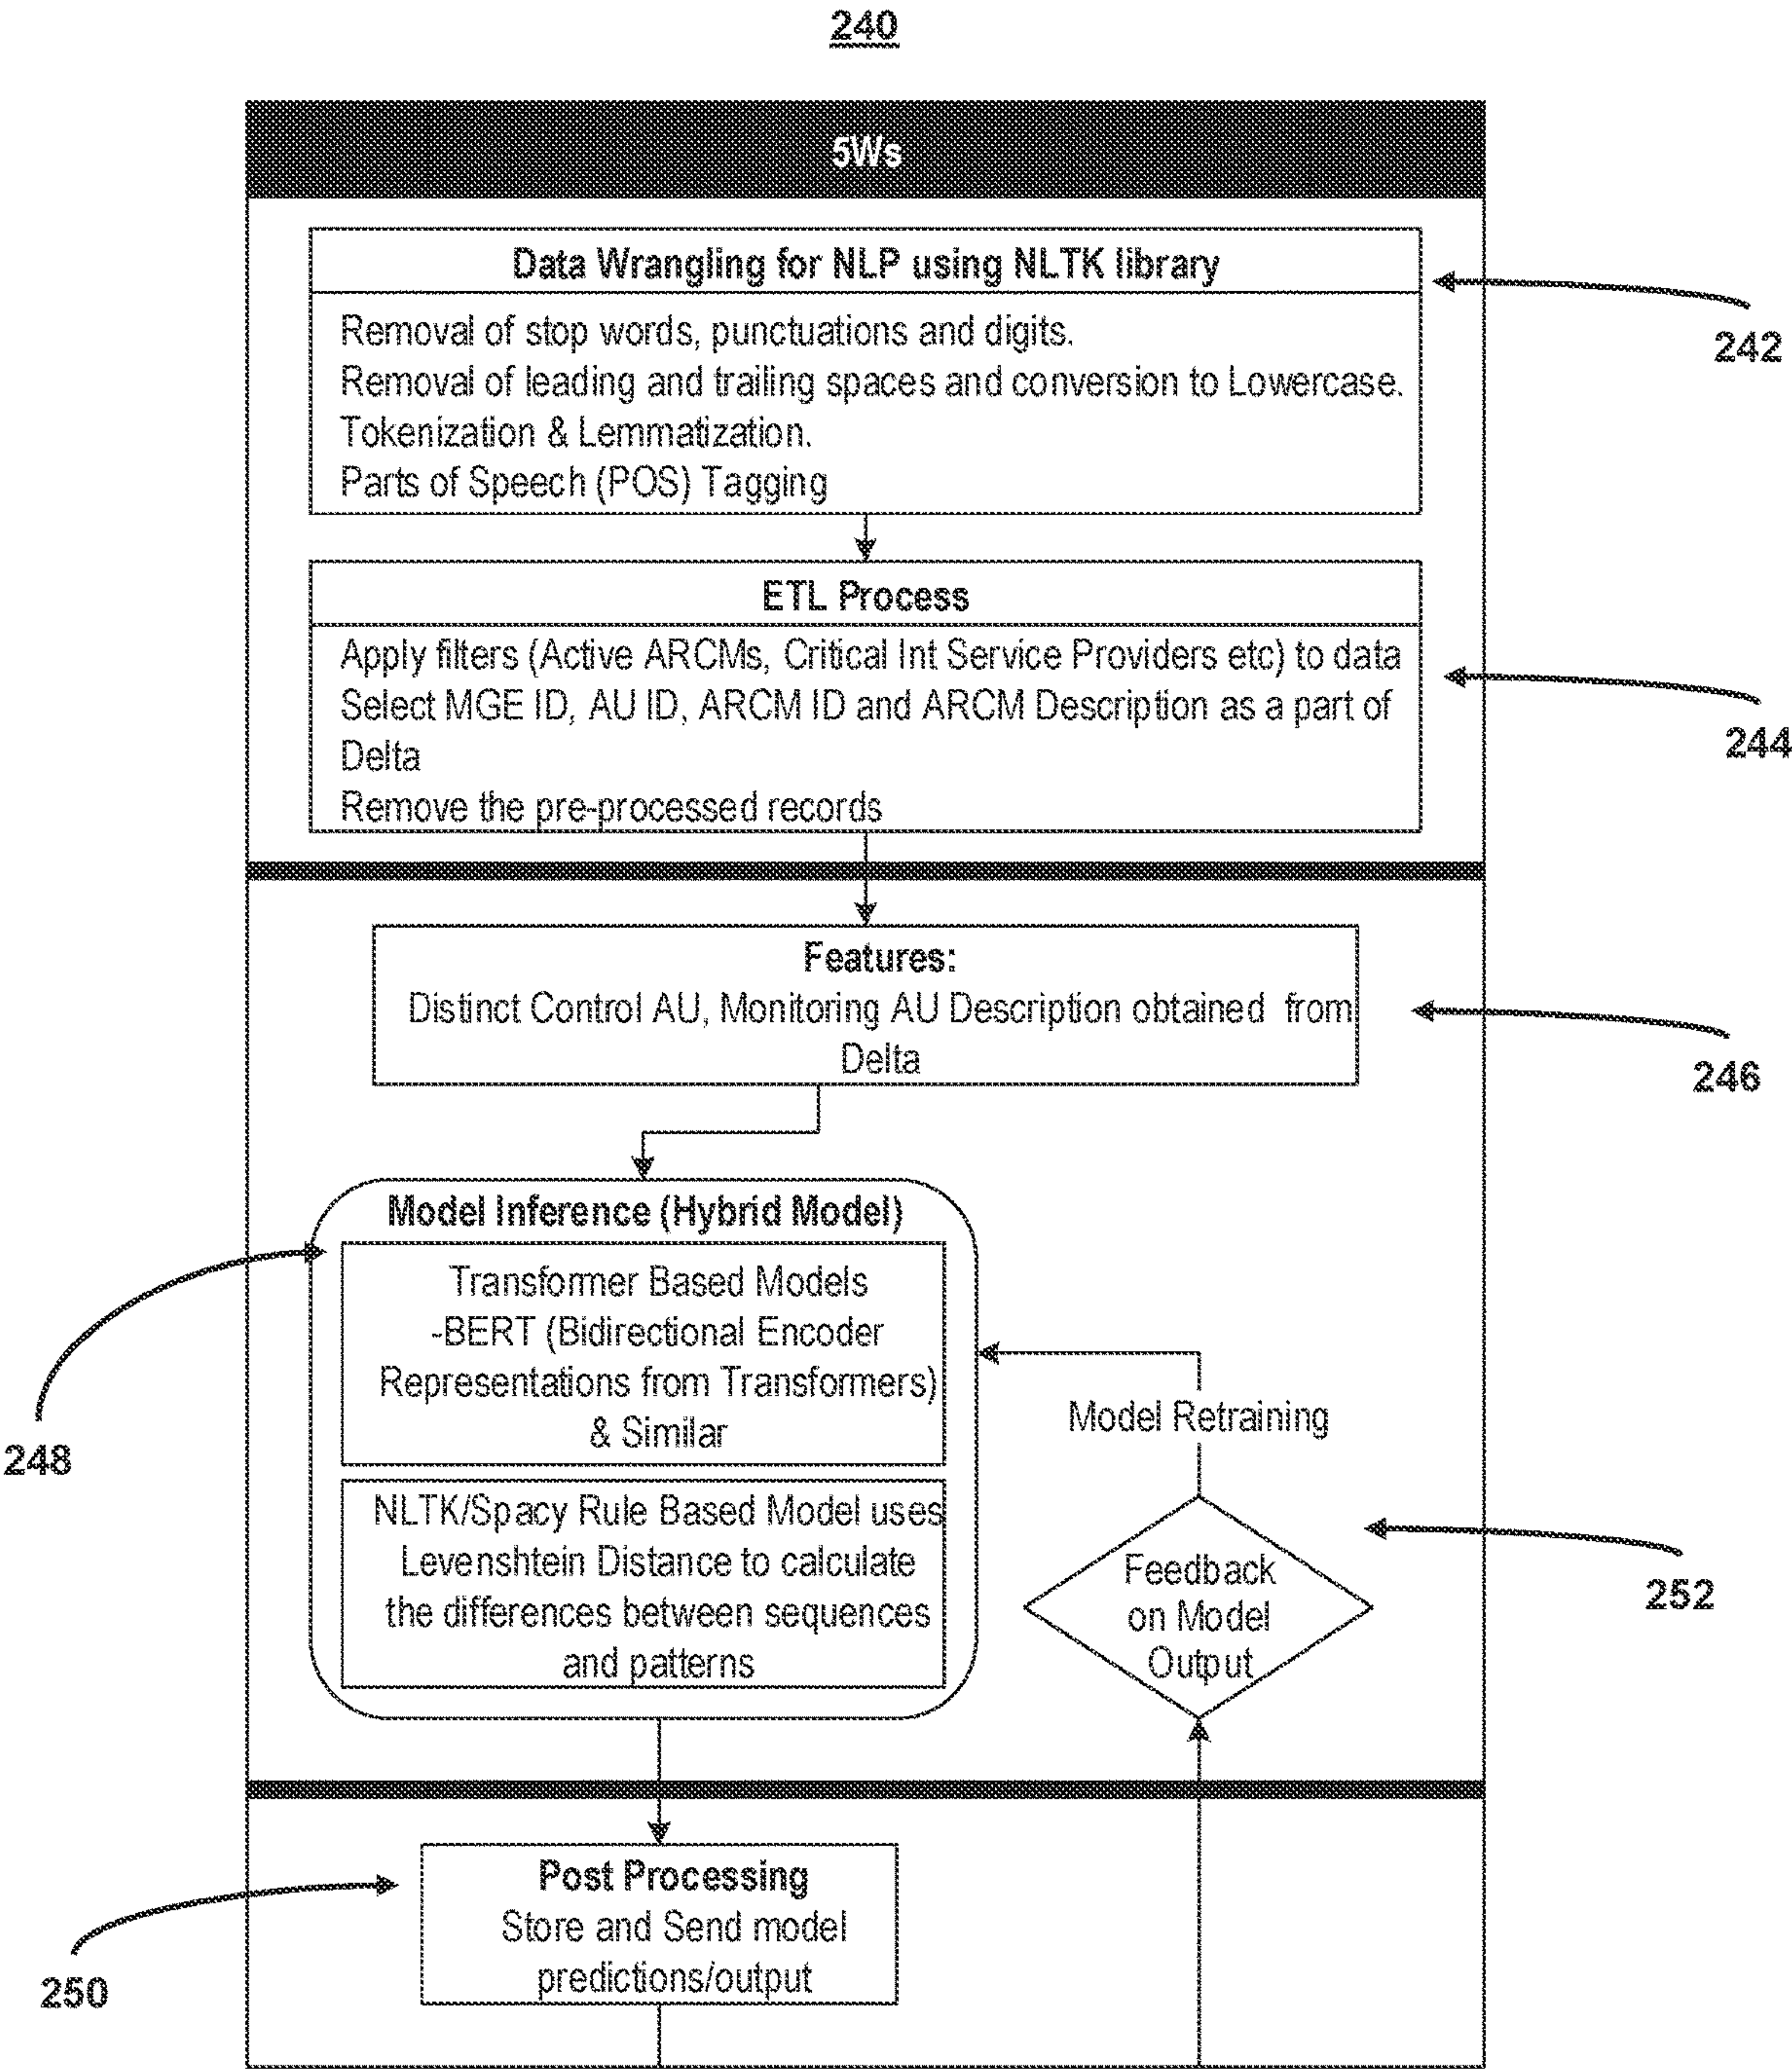 240
5Ws
Data Wrangling for NLP using NLTK library
Removal of stop words, punctuations and digits.
Removal of leading and trailing spaces and conversion to Lowercase.
Tokenization & Lemmatization.
Parts of Speech (POS) Tagging
242
ETL Process
Apply filters (Active ARCMs, Critical Int Service Providers etc) to data
Select MGE ID, AU ID, ARCM ID and ARCM Description as a part of
Delta
Remove the pre-processed records
244
Features:
Distinct Control AU, Monitoring AU Description obtained from
Delta
246
Model Inference (Hybrid Model)
Transformer Based Models
-BERT (Bidirectional Encoder
Representations from Transformers)
& Similar
248
NLTK/Spacy Rule Based Model uses
Levenshtein Distance to calculate
the differences between sequences
and patterns
Model Retraining
Feedback
on Model
Output
252
Post Processing
Store and Send model
predictions/output
250